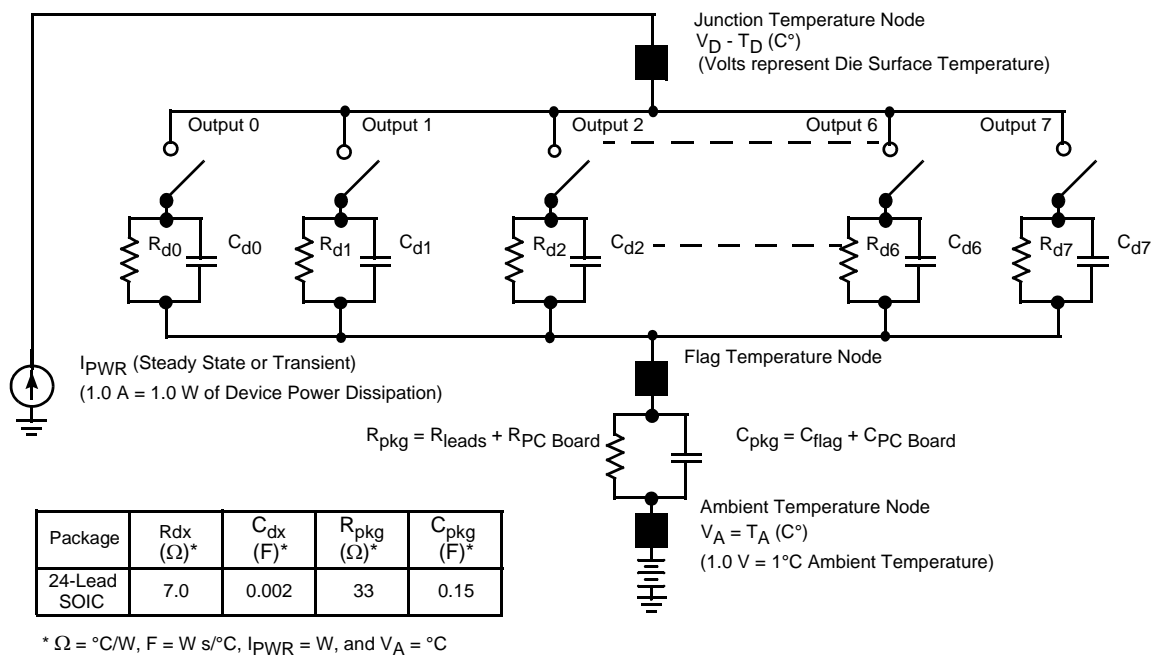 Junction Temperature Node
VD - TD (C°)
(Volts represent Die Surface Temperature)
Output 0
Output 1
Output 2
Output 6
Output 7
Rd0
Cd0
Rd1
Cd1
Rd2
Cd2
Rd6
Cd6
Rd7
Cd7
IPWR (Steady State or Transient)
(1.0 A = 1.0 W of Device Power Dissipation)
Flag Temperature Node
Rpkg = Rleads + RPC Board
Cpkg = Cflag + CPC Board
Ambient Temperature Node
VA = TA (C°)
(1.0 V = 1°C Ambient Temperature)
Package
Rdx (Ω)*
Cdx (F)*
Rpkg (Ω)*
Cpkg (F)*
24-Lead SOIC
7.0
0.002
33
0.15
* Ω = °C/W, F = W s/°C, IPWR = W, and VA = °C